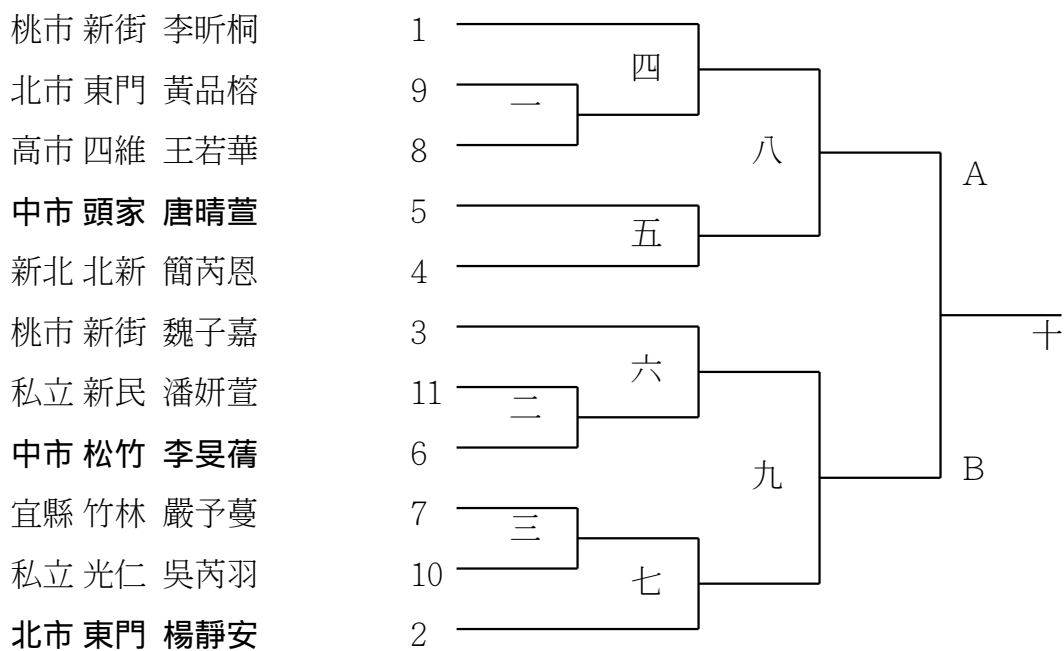 桃市 新街 李昕桐 1
四
北市 東門 黃品榕 9
一
高市 四維 王若華 8
八
A
中市 頭家 唐晴萱 5
五
新北 北新 簡芮恩 4
桃市 新街 魏子嘉 3
十
六
私立 新民 潘妍萱 11
二
中市 松竹 李旻蒨 6
九
B
宜縣 竹林 嚴予蔓 7
三
私立 光仁 吳芮羽 10
七
北市 東門 楊靜安 2